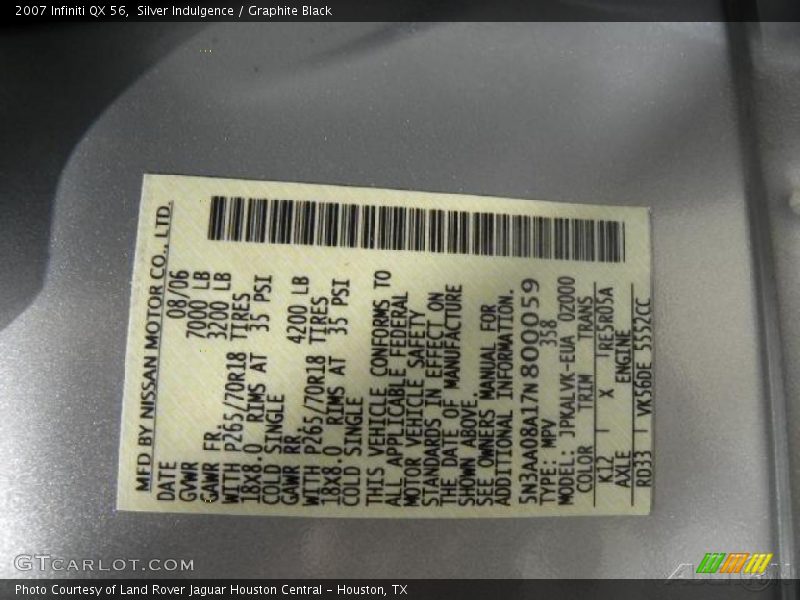 2007 Infiniti QX 56,  Silver Indulgence / Graphite Black
MFD BY NISSAN MOTOR CO., LTD.
DATE 08/06
GVWR 7000 LB
GAWR FR. 3200 LB
WITH P265/70R18 TIRES
18X8.0 RIMS AT 35 PSI
COLD SINGLE
GAWR RR. 4200 LB
WITH P265/70R18 TIRES
18X8.0 RIMS AT 35 PSI
COLD SINGLE
THIS VEHICLE CONFORMS TO
ALL APPLICABLE FEDERAL
MOTOR VEHICLE SAFETY
STANDARDS IN EFFECT ON
THE DATE OF MANUFACTURE
SHOWN ABOVE.
SEE OWNERS MANUAL FOR
ADDITIONAL INFORMATION.
5N3AA08A17N800059
TYPE: MPV 358
MODEL: JPKALVK-EUA 0Z000
COLOR TRIM TRANS
K12 X RE5R05A
AXLE ENGINE
RD33 VK56DE 5552CC
GTCARLOT.COM
Photo Courtesy of Land Rover Jaguar Houston Central - Houston, TX